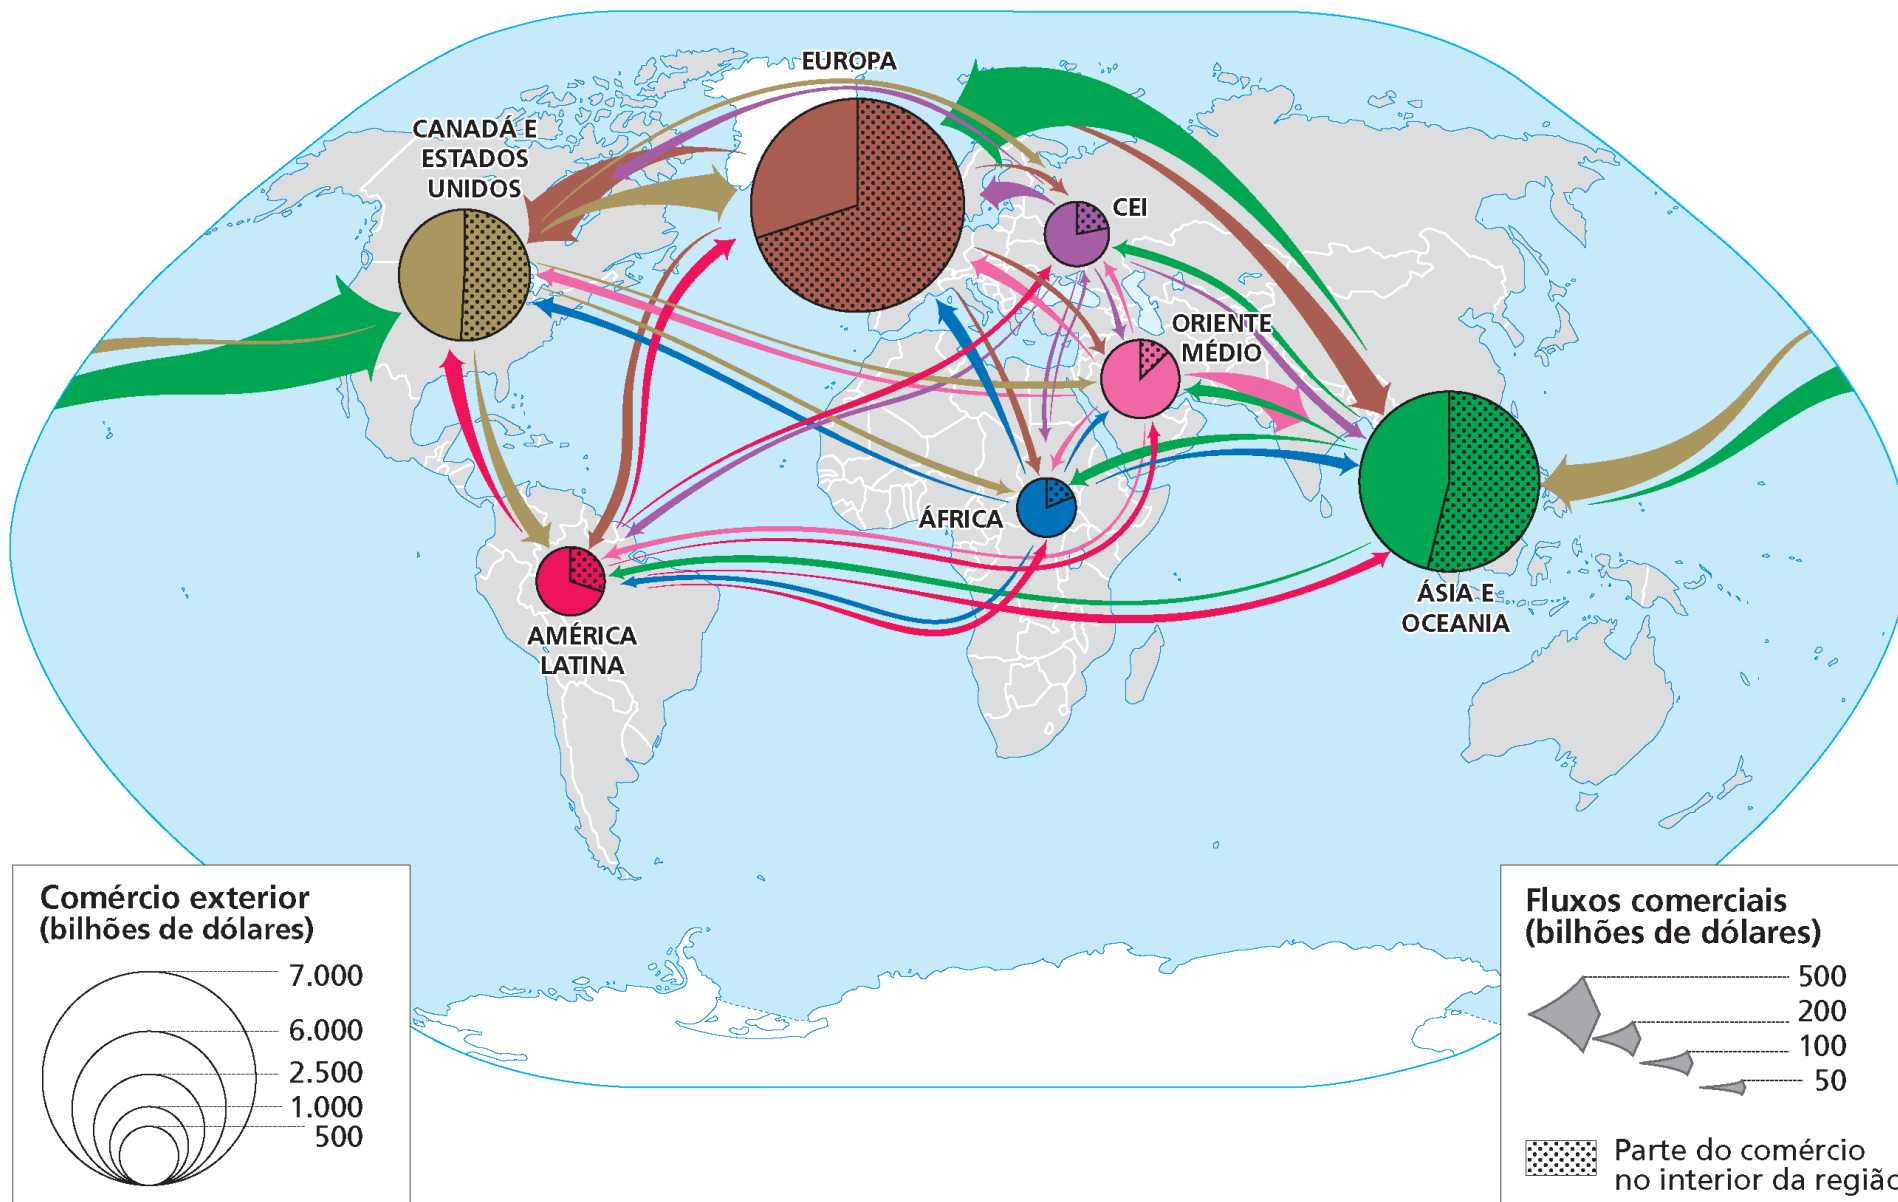 EUROPA
CANADÁ E
ESTADOS
UNIDOS
CEI
ORIENTE
MÉDIO
ÁFRICA
ÁSIA E
OCEANIA
AMÉRICA
LATINA
Comércio exterior
(bilhões de dólares)
7.000
6.000
2.500
1.000
500
Fluxos comerciais
(bilhões de dólares)
500
200
100
50
Parte do comércio
no interior da região